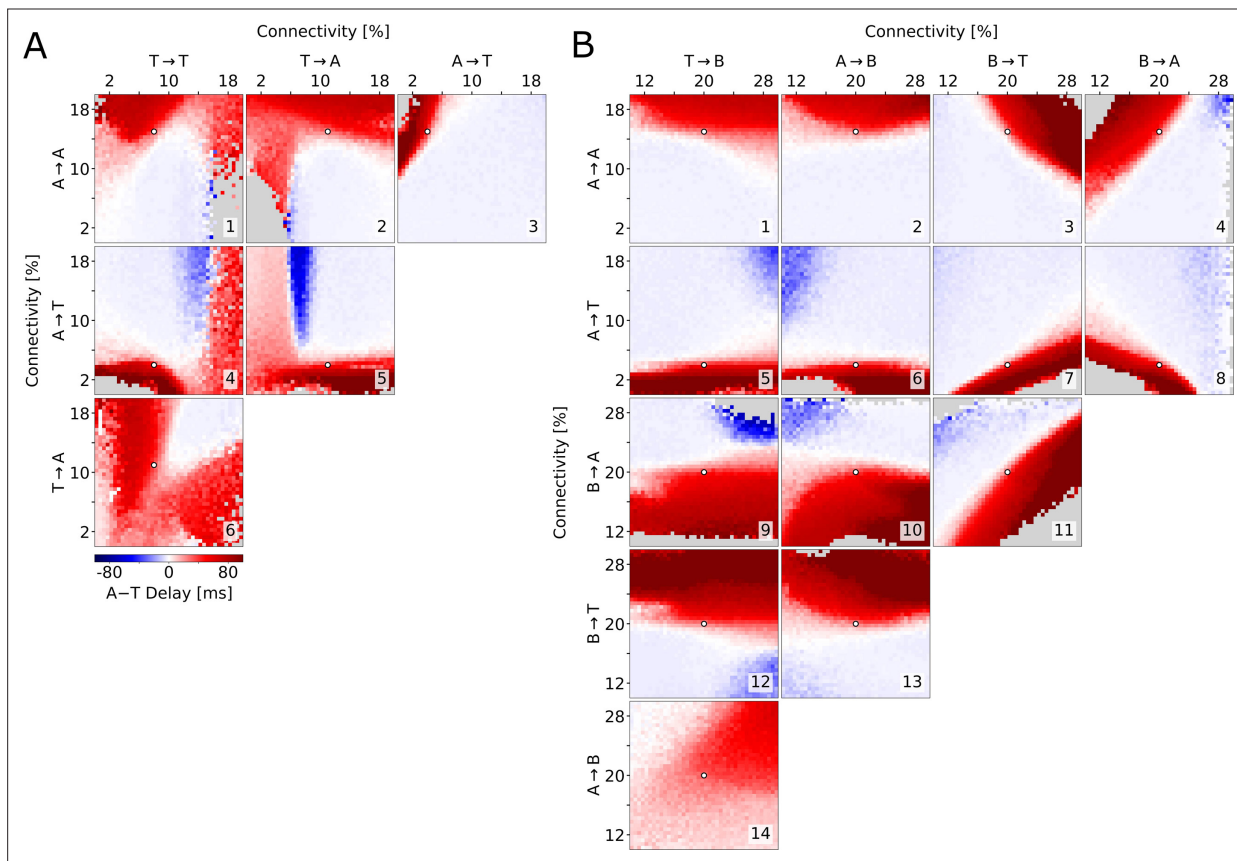 A
Connectivity [%]
T→T T→A A→T
2 10 18 2 10 18 2 10 18
B
Connectivity [%]
T→B A→B B→T B→A
12 20 28 12 20 28 12 20 28 12 20 28
Connectivity [%]
A→A
18
10
2
1 2 3
A→T
18
10
2
4 5
T→A
18
10
2
6
-80 0 80
A−T Delay [ms]
Connectivity [%]
A→A
18
10
2
1 2 3 4
A→T
18
10
2
5 6 7 8
B→A
28
20
12
9 10 11
B→T
28
20
12
12 13
A→B
28
20
12
14